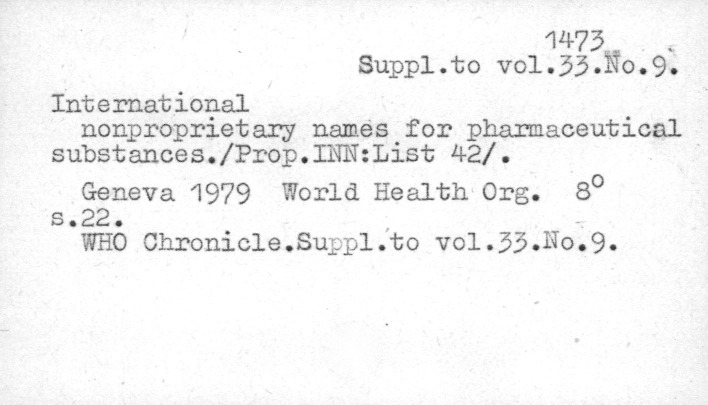 1473
Suppl.to vol.33.No.9.
International
nonproprietary names for pharmaceutical
substances./Prop.INN:List 42/.
Geneva 1979 World Health Org. 8°
s.22.
WHO Chronicle.Suppl.to vol.33.No.9.